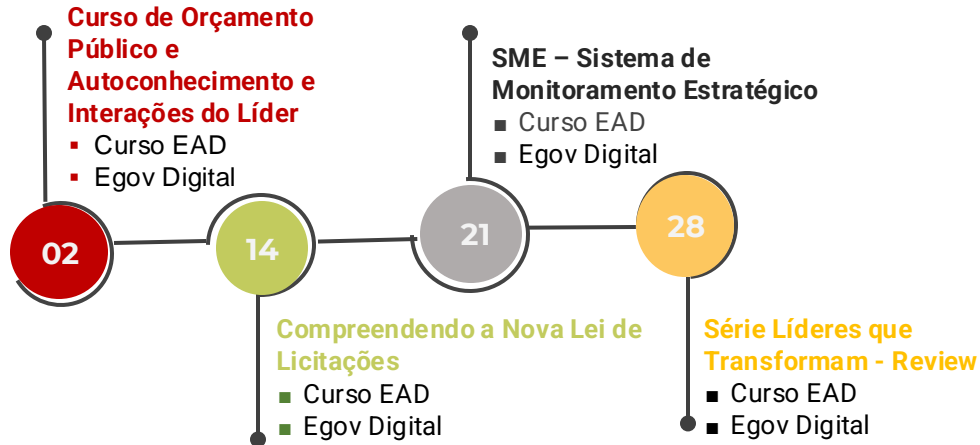 Curso de Orçamento
Público e
Autoconhecimento e
Interações do Líder
▪ Curso EAD
▪ Egov Digital
SME – Sistema de
Monitoramento Estratégico
■ Curso EAD
■ Egov Digital
02
14
21
28
Compreendendo a Nova Lei de
Licitações
■ Curso EAD
■ Egov Digital
Série Líderes que
Transformam - Review
■ Curso EAD
■ Egov Digital